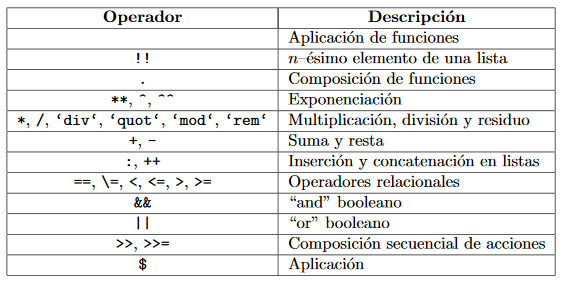 Operador Descripción
Aplicación de funciones
!! n–ésimo elemento de una lista
. Composición de funciones
**, ^, ^^ Exponenciación
*, /, ‘div‘, ‘quot‘, ‘mod‘, ‘rem‘ Multiplicación, división y residuo
+, - Suma y resta
:, ++ Inserción y concatenación en listas
==, \=, <, <=, >, >= Operadores relacionales
&& “and” booleano
|| “or” booleano
>>, >>= Composición secuencial de acciones
$ Aplicación